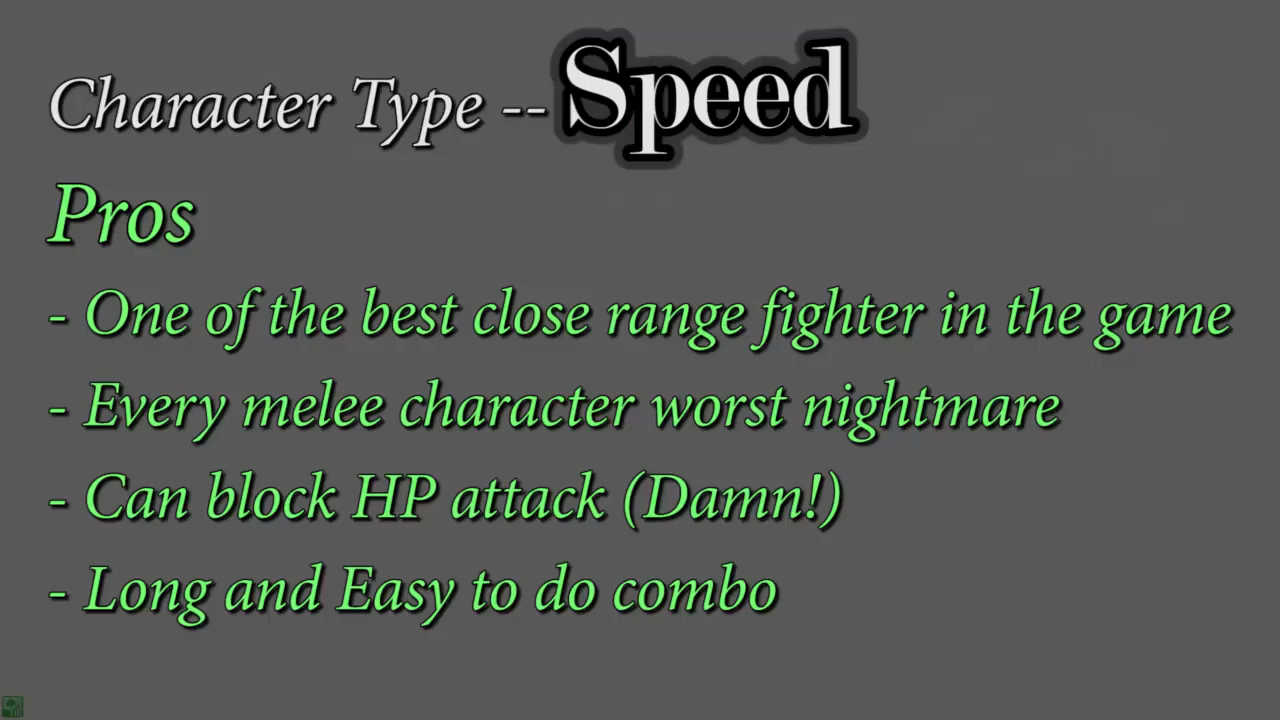 Character Type -- Speed
Pros
- One of the best close range fighter in the game
- Every melee character worst nightmare
- Can block HP attack (Damn!)
- Long and Easy to do combo